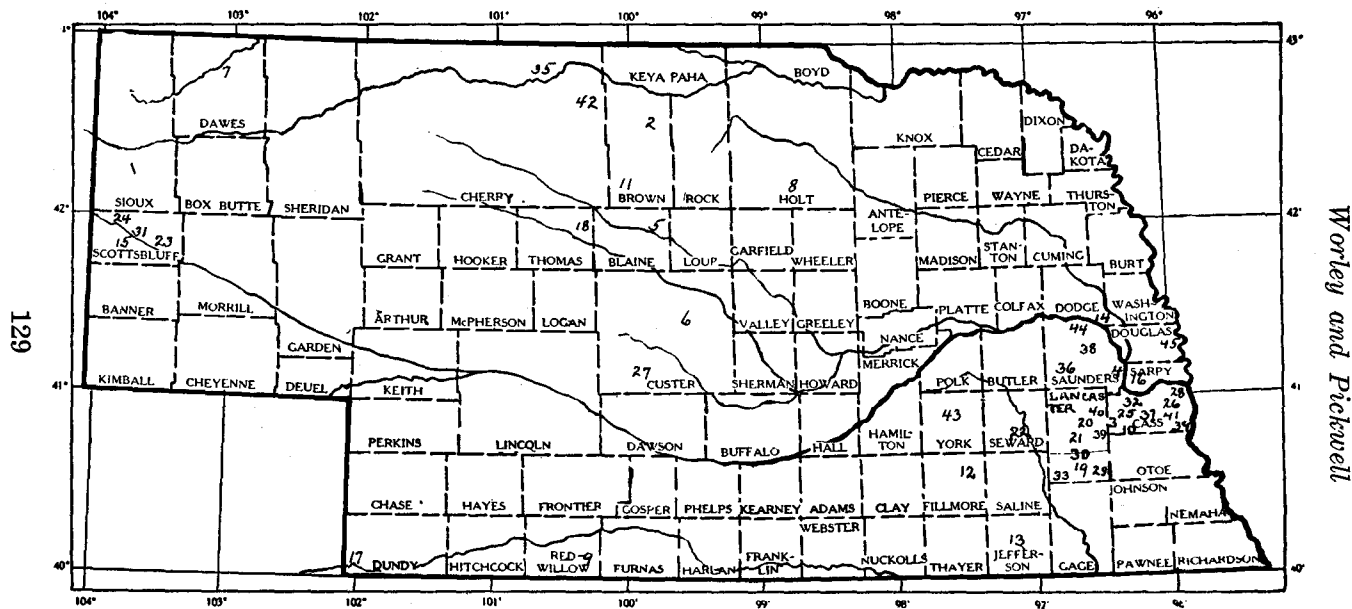 104° 103° 102° 101° 100° 99° 98° 97° 96°
1° 43°
7 35 KEYA PAHA BOYD
42
DAWES 2 DIXON
KNOX
CEDAR DA-
KOTA
1
11 8
SIOUX BOX BUTTE SHERIDAN CHERRY BROWN ROCK HOLT PIERCE WAYNE THURS-
TON
42° 42°
24 ANTE-
LOPE
15 31 23 18 5
SCOTTSBLUFF GRANT HOOKER THOMAS BLAINE LOUP GARFIELD WHEELER MADISON STAN-
TON CUMING BURT
BANNER MORRILL BOONE PLATTE COLFAX DODGE WASH-
INGTON
ARTHUR McPHERSON LOGAN 6 VALLEY GREELEY 14 DOUGLAS
44 45
GARDEN NANCE
MERRICK 38
27 36 4 SARPY
16
KIMBALL CHEYENNE DEUEL KEITH CUSTER SHERMAN HOWARD POLK BUTLER SAUNDERS
41° 41°
LANCAS-
TER 32 28
43 40 25 37 26
20 3 CASS 41
22 10 34
PERKINS LINCOLN DAWSON BUFFALO HALL HAMIL-
TON YORK SEWARD 21 39
30
12 33 19 29 OTOE
JOHNSON
CHASE HAYES FRONTIER GOSPER PHELPS KEARNEY ADAMS CLAY FILLMORE SALINE
WEBSTER NEMAHA
13
17 RED-
WILLOW 9 FRANK-
LIN JEFFER-
SON
DUNDY HITCHCOCK FURNAS HARLAN NUCKOLLS THAYER GAGE PAWNEE RICHARDSON
40° 40°
104° 103° 102° 101° 100° 99° 98° 97° 96°
129
Worley and Pickwell